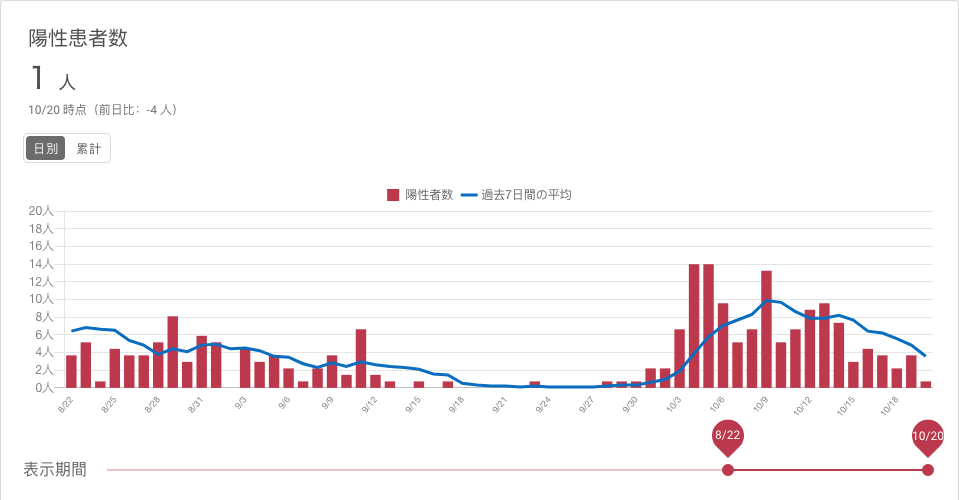 陽性患者数
1 人
10/20 時点（前日比：-4 人）
日別 累計
陽性者数 過去7日間の平均
20人
18人
16人
14人
12人
10人
8人
6人
4人
2人
0人
8/22 8/25 8/28 8/31 9/3 9/6 9/9 9/12 9/15 9/18 9/21 9/24 9/27 9/30 10/3 10/6 10/9 10/12 10/15 10/18
8/22 10/20
表示期間